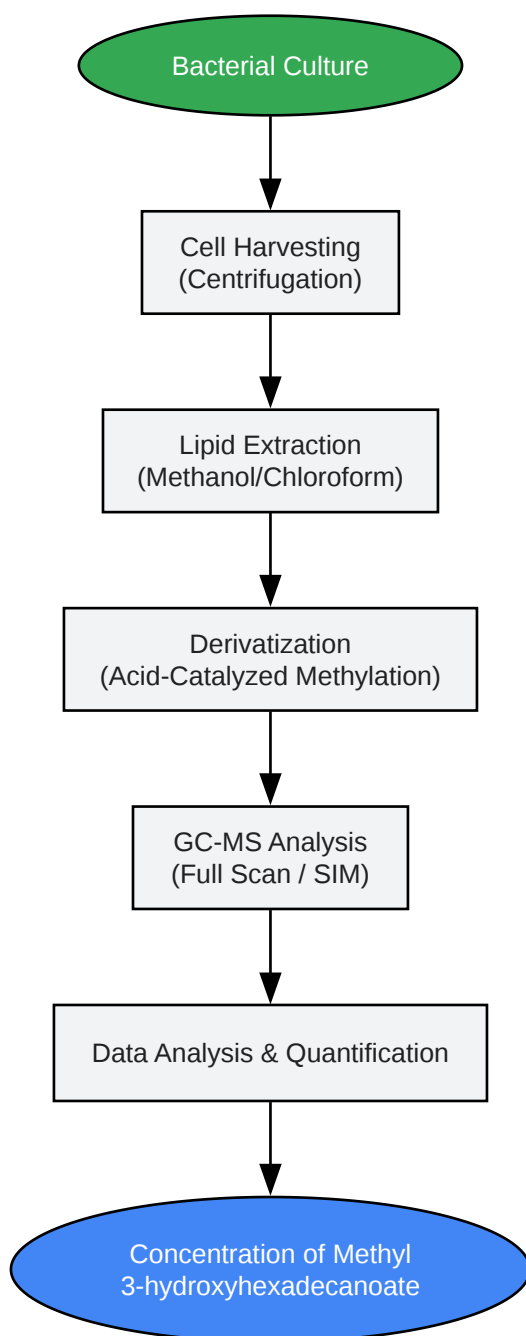 Bacterial Culture
Cell Harvesting
(Centrifugation)
Lipid Extraction
(Methanol/Chloroform)
Derivatization
(Acid-Catalyzed Methylation)
GC-MS Analysis
(Full Scan / SIM)
Data Analysis & Quantification
Concentration of Methyl
3-hydroxyhexadecanoate